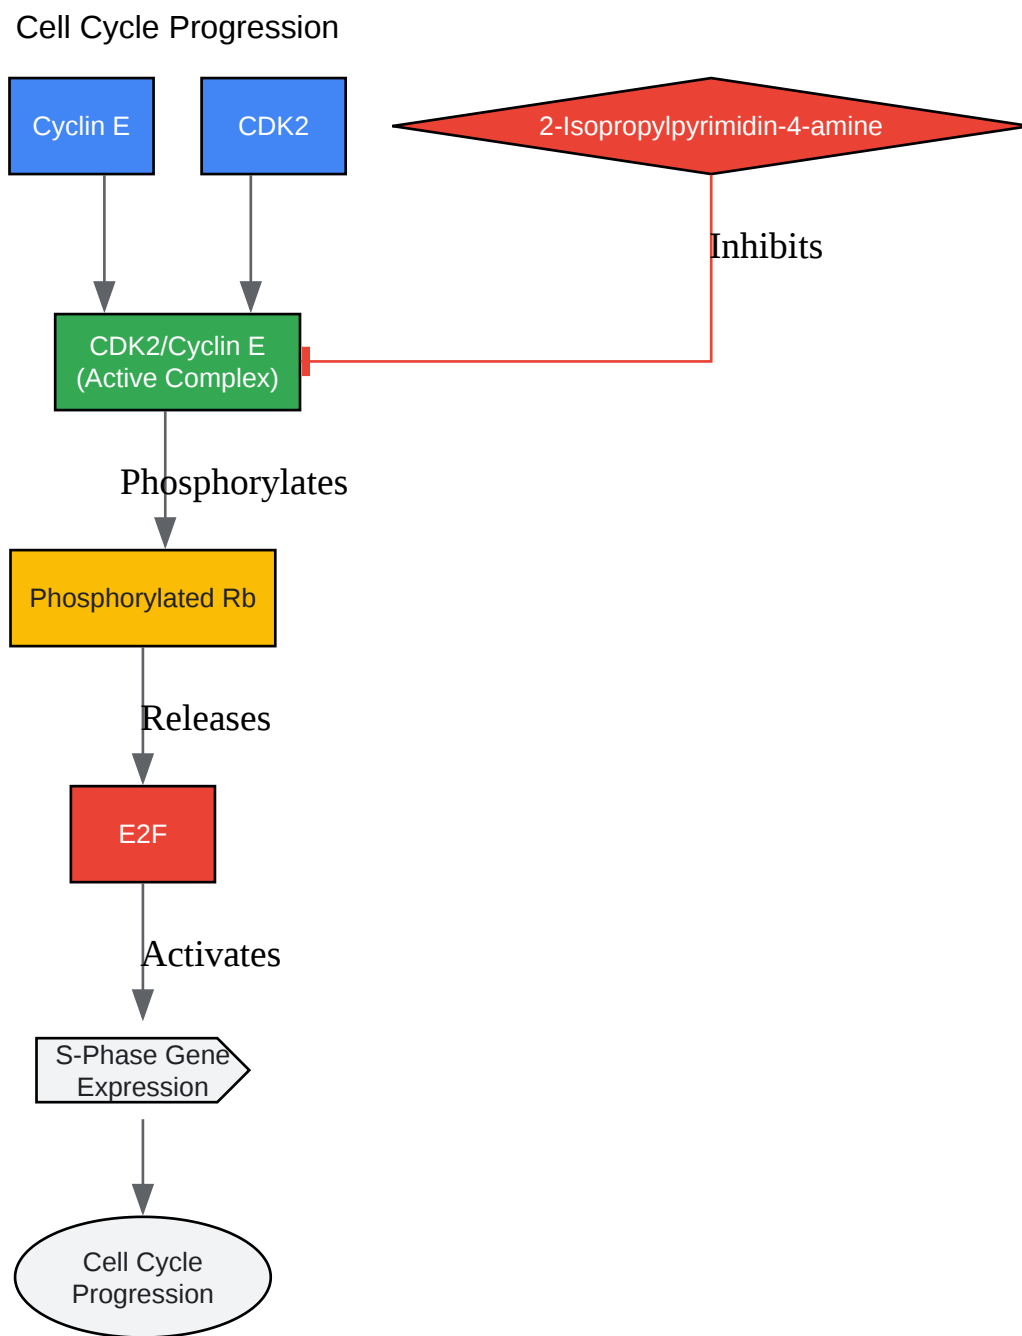 Cell Cycle Progression
Cyclin E
CDK2
2-Isopropylpyrimidin-4-amine
Inhibits
CDK2/Cyclin E
(Active Complex)
Phosphorylates
Phosphorylated Rb
Releases
E2F
Activates
S-Phase Gene
Expression
Cell Cycle
Progression